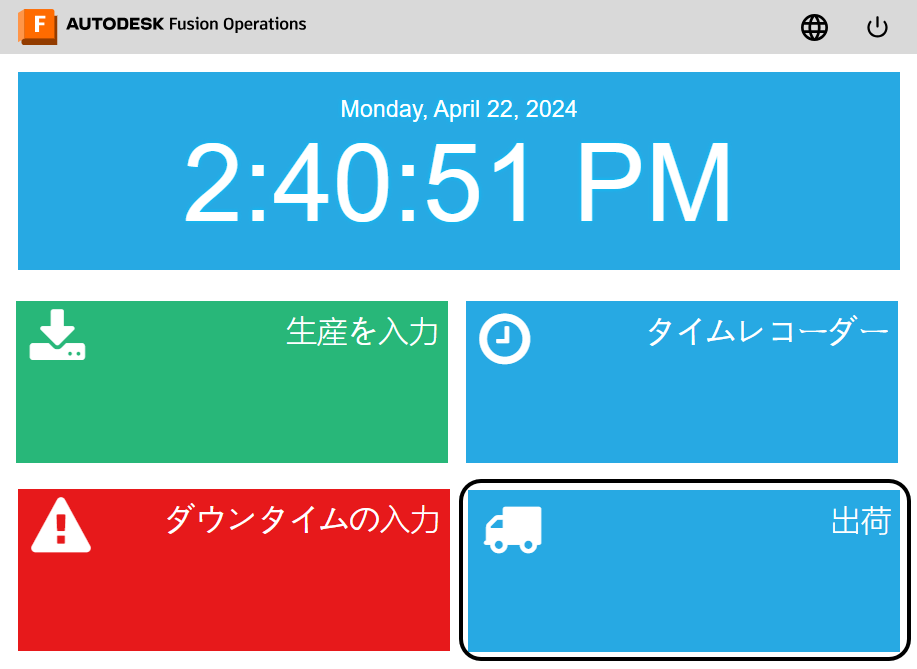 F AUTODESK Fusion Operations
Monday, April 22, 2024
2:40:51 PM
生産を入力
タイムレコーダー
ダウンタイムの入力
出荷